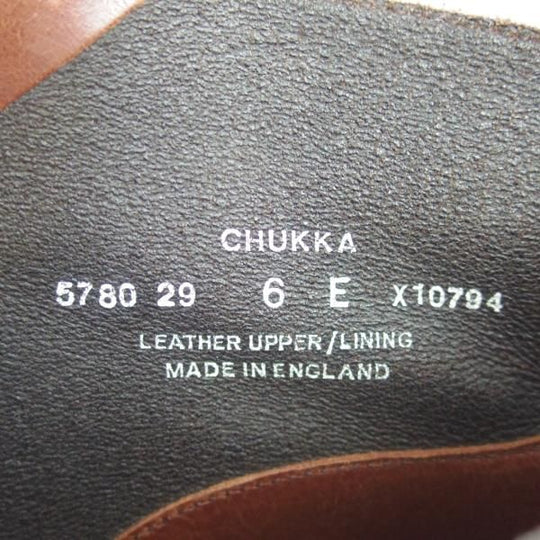 CHUKKA
5780 29 6 E X10794
LEATHER UPPER/LINING
MADE IN ENGLAND